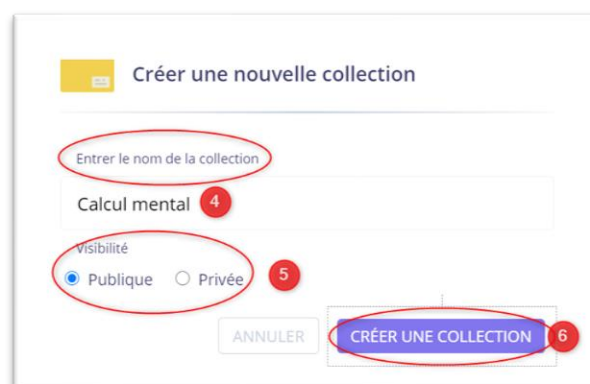 Créer une nouvelle collection
Entrer le nom de la collection
Calcul mental 4
Visibilité
Publique Privée 5
ANNULER CRÉER UNE COLLECTION 6